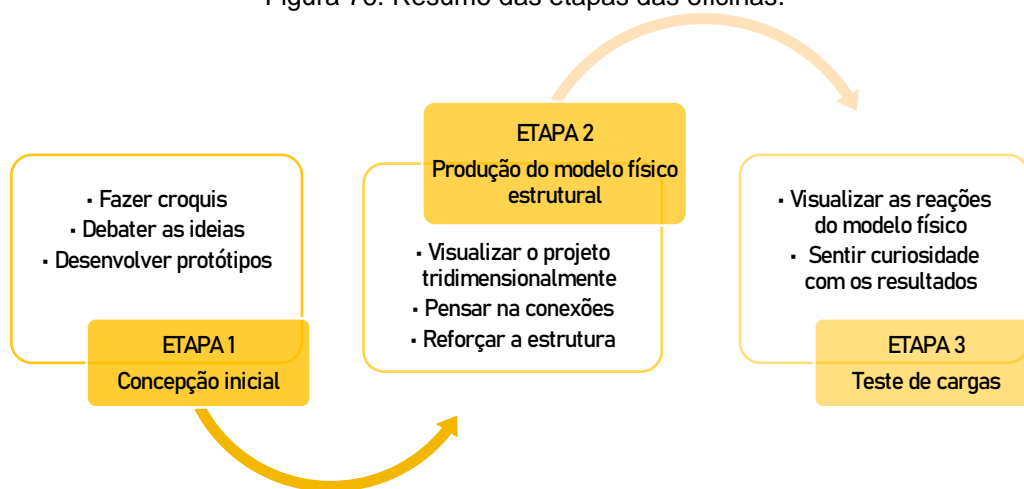 Figura 76: Resumo das etapas das oficinas.
▪ Fazer croquis
▪ Debater as ideias
▪ Desenvolver protótipos
ETAPA 1
Concepção inicial
ETAPA 2
Produção do modelo físico
estrutural
▪ Visualizar o projeto
tridimensionalmente
▪ Pensar na conexões
▪ Reforçar a estrutura
▪ Visualizar as reações
do modelo físico
▪ Sentir curiosidade
com os resultados
ETAPA 3
Teste de cargas